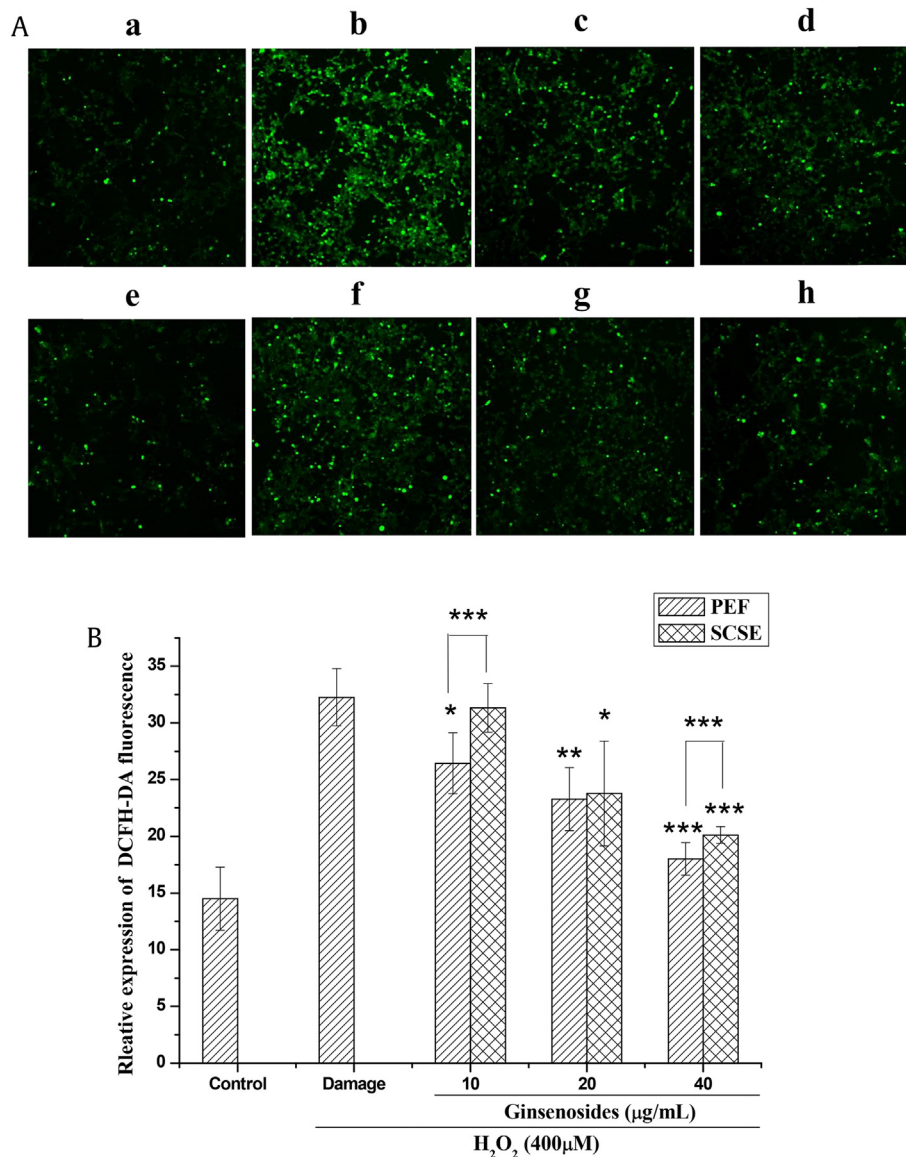 A
a b c d
e f g h
B
PEF
SCSE
Rleative expression of DCFH-DA fluorescence
35
30
25
20
15
10
5
0
***
* *
**
***
*** ***
Control Damage 10 20 40
Ginsenosides (μg/mL)
H₂O₂ (400μM)